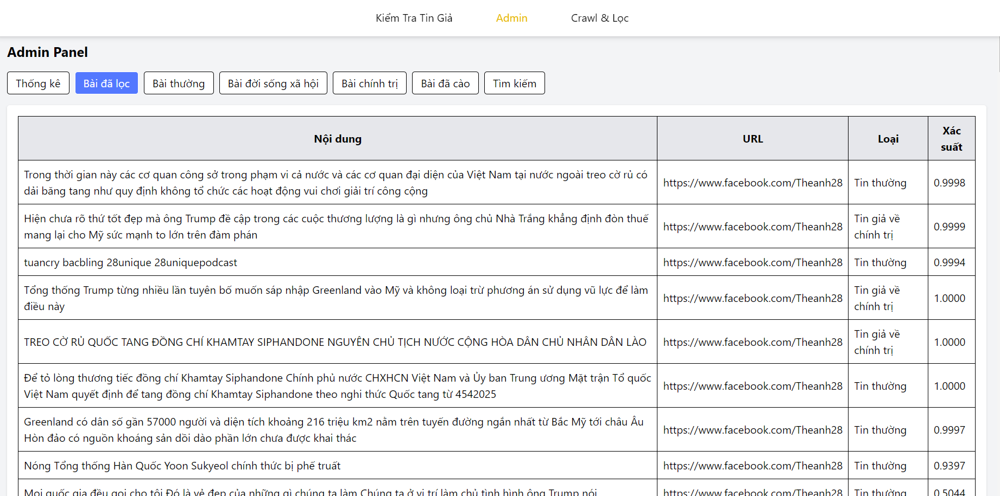 Kiểm Tra Tin Giả
Admin
Crawl & Lọc
Admin Panel
Thống kê
Bài đã lọc
Bài thường
Bài đời sống xã hội
Bài chính trị
Bài đã cào
Tìm kiếm
Nội dung
URL
Loại
Xác
suất
Trong thời gian này các cơ quan công sở trong phạm vi cả nước và các cơ quan đại diện của Việt Nam tại nước ngoài treo cờ rủ có
dải băng tang như quy định không tổ chức các hoạt động vui chơi giải trí công cộng
https://www.facebook.com/Theanh28
Tin thường
0.9998
Hiện chưa rõ thứ tốt đẹp mà ông Trump đề cập trong các cuộc thương lượng là gì nhưng ông chủ Nhà Trắng khẳng định đòn thuế
mang lại cho Mỹ sức mạnh to lớn trên đàm phán
https://www.facebook.com/Theanh28
Tin giả về
chính trị
0.9999
tuancry bacbling 28unique 28uniquepodcast
https://www.facebook.com/Theanh28
Tin thường
0.9994
Tổng thống Trump từng nhiều lần tuyên bố muốn sáp nhập Greenland vào Mỹ và không loại trừ phương án sử dụng vũ lực để làm
điều này
https://www.facebook.com/Theanh28
Tin giả về
chính trị
1.0000
TREO CỜ RỦ QUỐC TANG ĐỒNG CHÍ KHAMTAY SIPHANDONE NGUYÊN CHỦ TỊCH NƯỚC CỘNG HÒA DÂN CHỦ NHÂN DÂN LÀO
https://www.facebook.com/Theanh28
Tin giả về
chính trị
1.0000
Để tỏ lòng thương tiếc đồng chí Khamtay Siphandone Chính phủ nước CHXHCN Việt Nam và Ủy ban Trung ương Mặt trận Tổ quốc
Việt Nam quyết định để tang đồng chí Khamtay Siphandone theo nghi thức Quốc tang từ 4542025
https://www.facebook.com/Theanh28
Tin thường
1.0000
Greenland có dân số gần 57000 người và diện tích khoảng 216 triệu km2 nằm trên tuyến đường ngắn nhất từ Bắc Mỹ tới châu Âu
Hòn đảo có nguồn khoáng sản dồi dào phần lớn chưa được khai thác
https://www.facebook.com/Theanh28
Tin thường
0.9997
Nóng Tổng thống Hàn Quốc Yoon Sukyeol chính thức bị phế truất
https://www.facebook.com/Theanh28
Tin thường
0.9397
Mọi quốc gia đều gọi cho tôi Đó là vẻ đẹp của những gì chúng ta làm Chúng ta ở vị trí làm chủ tình hình ông Trump nói
https://www.facebook.com/Theanh28
Tin thường
0.5044